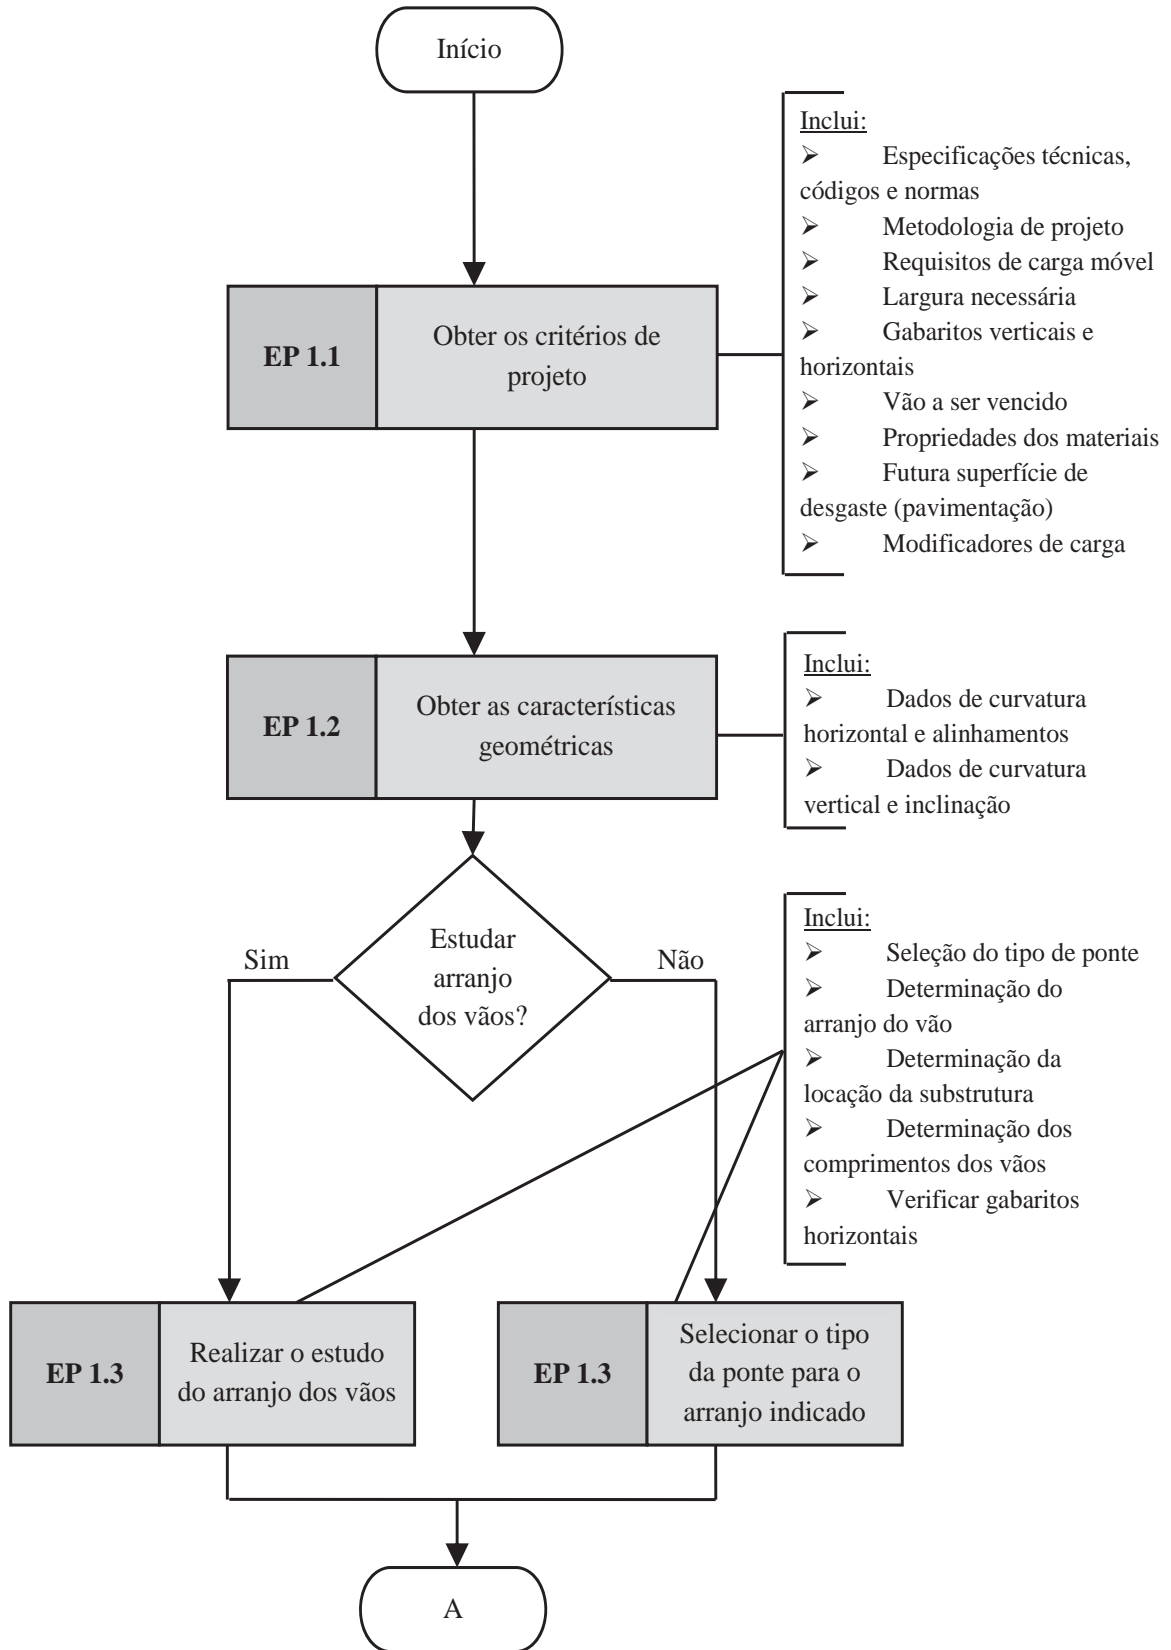 Início
Inclui:
➢ Especificações técnicas,
códigos e normas
➢ Metodologia de projeto
➢ Requisitos de carga móvel
➢ Largura necessária
➢ Gabaritos verticais e
horizontais
➢ Vão a ser vencido
➢ Propriedades dos materiais
➢ Futura superfície de
desgaste (pavimentação)
➢ Modificadores de carga
EP 1.1
Obter os critérios de
projeto
EP 1.2
Obter as características
geométricas
Inclui:
➢ Dados de curvatura
horizontal e alinhamentos
➢ Dados de curvatura
vertical e inclinação
Estudar
arranjo
dos vãos?
Sim
Não
Inclui:
➢ Seleção do tipo de ponte
➢ Determinação do
arranjo do vão
➢ Determinação da
locação da substrutura
➢ Determinação dos
comprimentos dos vãos
➢ Verificar gabaritos
horizontais
EP 1.3
Realizar o estudo
do arranjo dos vãos
EP 1.3
Selecionar o tipo
da ponte para o
arranjo indicado
A